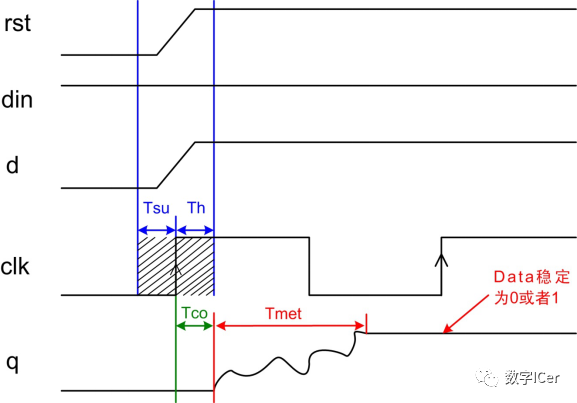 rst
din
d
Tsu
Th
clk
Data稳定
为0或者1
Tco
Tmet
q
数字ICer